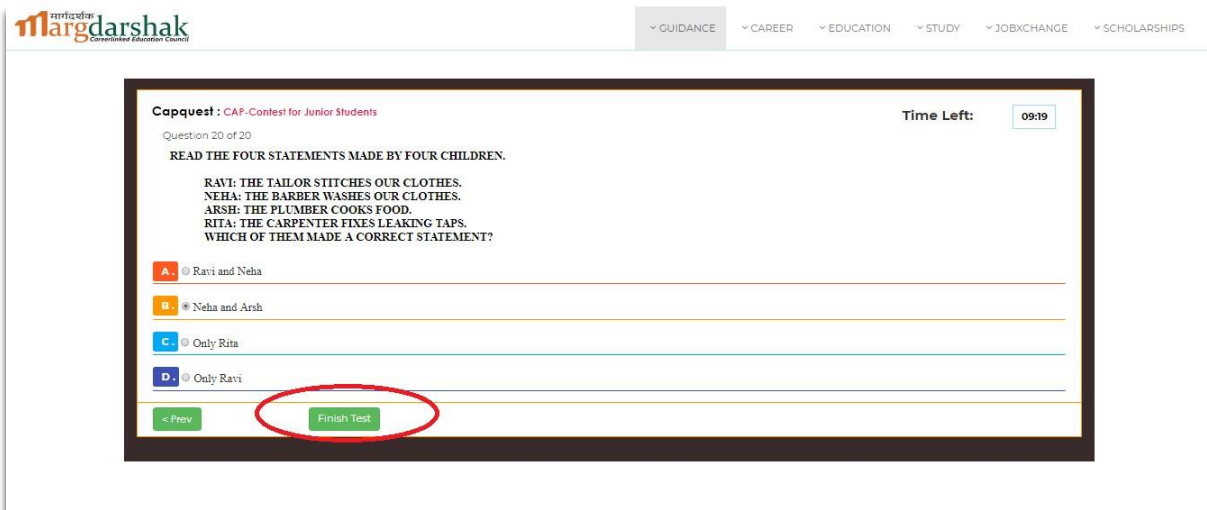 मार्गदर्शक
margdarshak
Careerlinked Education Council
GUIDANCE CAREER EDUCATION STUDY JOBXCHANGE SCHOLARSHIPS
Capquest : CAP-Contest for Junior Students
Time Left: 09:19
Question 20 of 20
READ THE FOUR STATEMENTS MADE BY FOUR CHILDREN.
RAVI: THE TAILOR STITCHES OUR CLOTHES.
NEHA: THE BARBER WASHES OUR CLOTHES.
ARSH: THE PLUMBER COOKS FOOD.
RITA: THE CARPENTER FIXES LEAKING TAPS.
WHICH OF THEM MADE A CORRECT STATEMENT?
A. Ravi and Neha
B. Neha and Arsh
C. Only Rita
D. Only Ravi
< Prev Finish Test